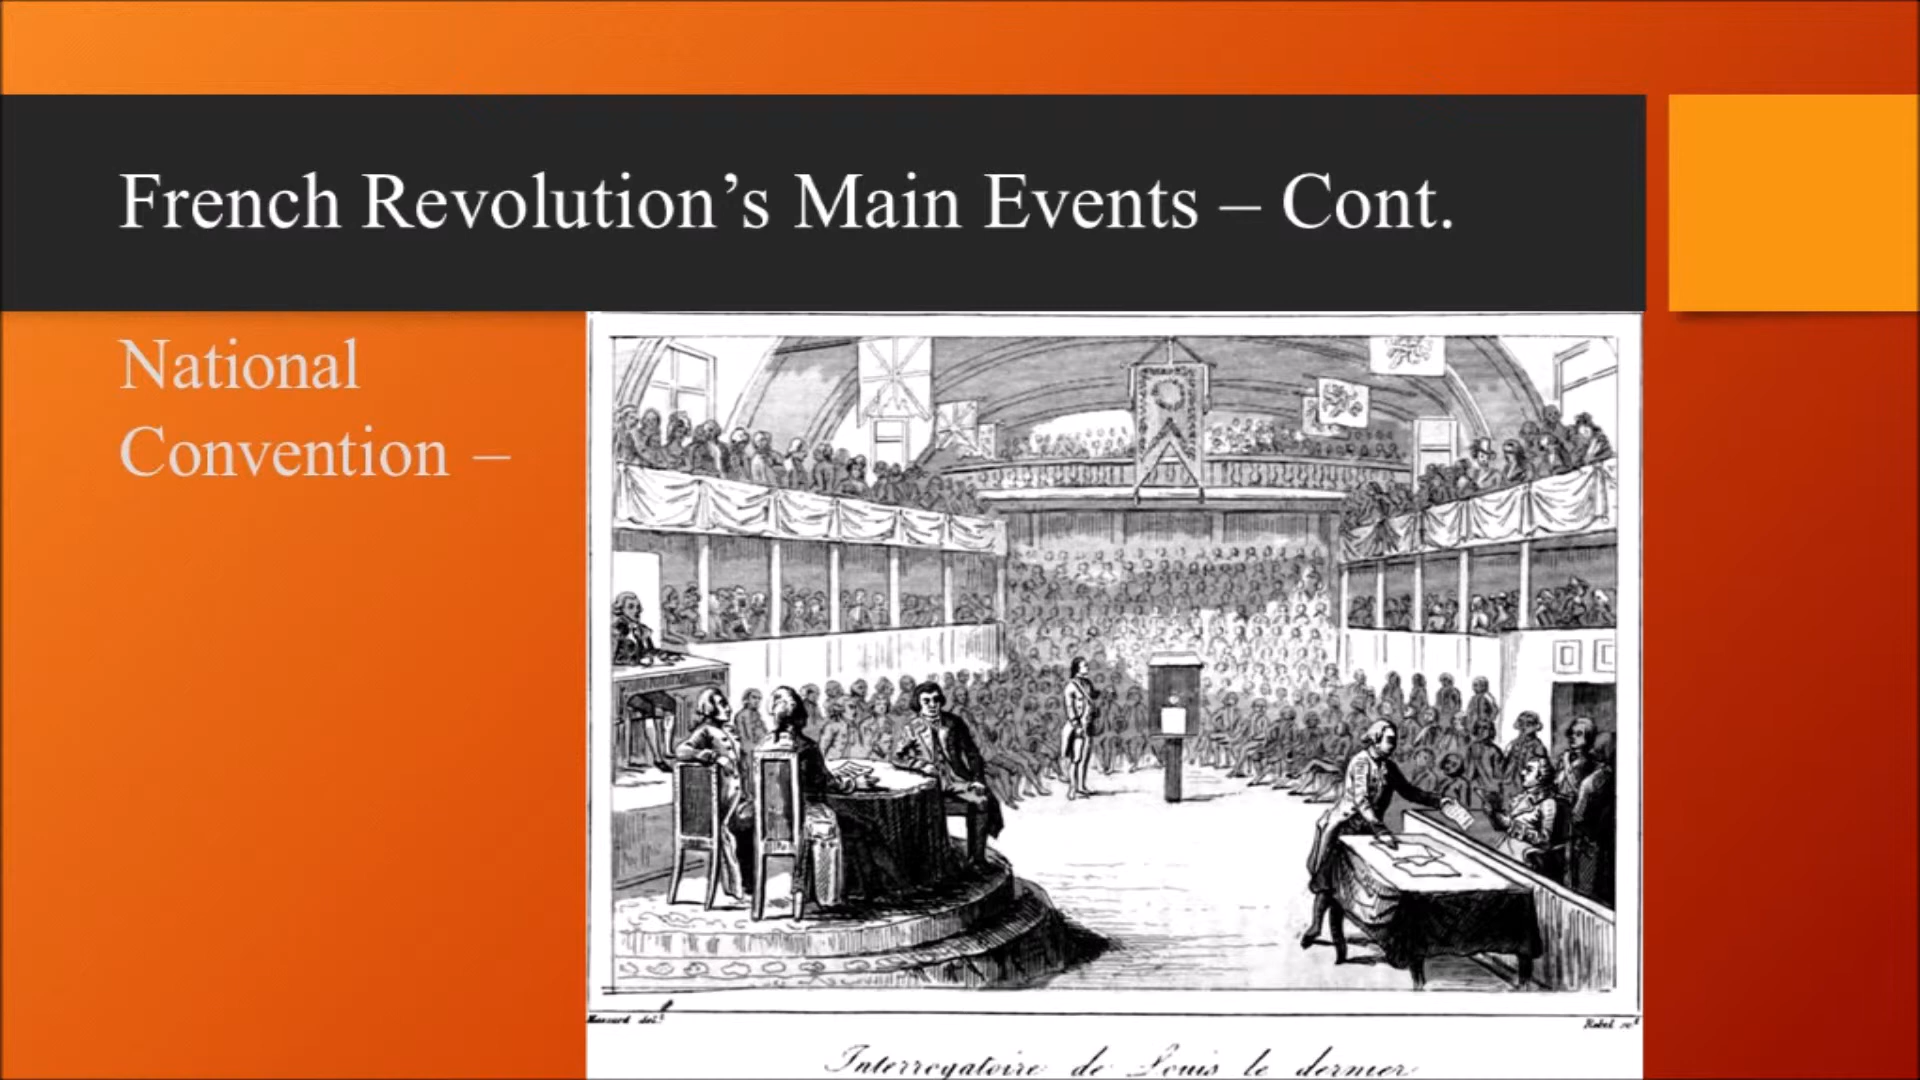 French Revolution’s Main Events – Cont.
National
Convention –
Interrogatoire de Louis le dernier